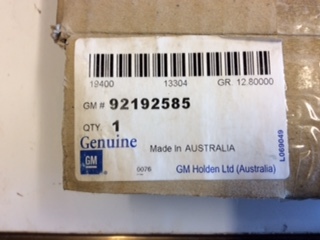 19400 13304 GR. 12.80000
GM # 92192585
QTY. 1
Genuine
Made In AUSTRALIA
GM
0076
GM Holden Ltd (Australia)
L069049